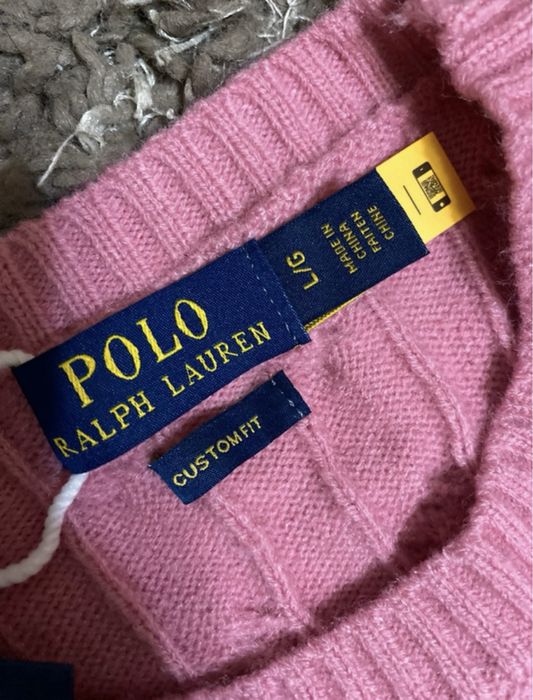 POLO
RALPH LAUREN
L/G
MADE IN
CHINA
FAIT EN
CHINE
CUSTOM FIT